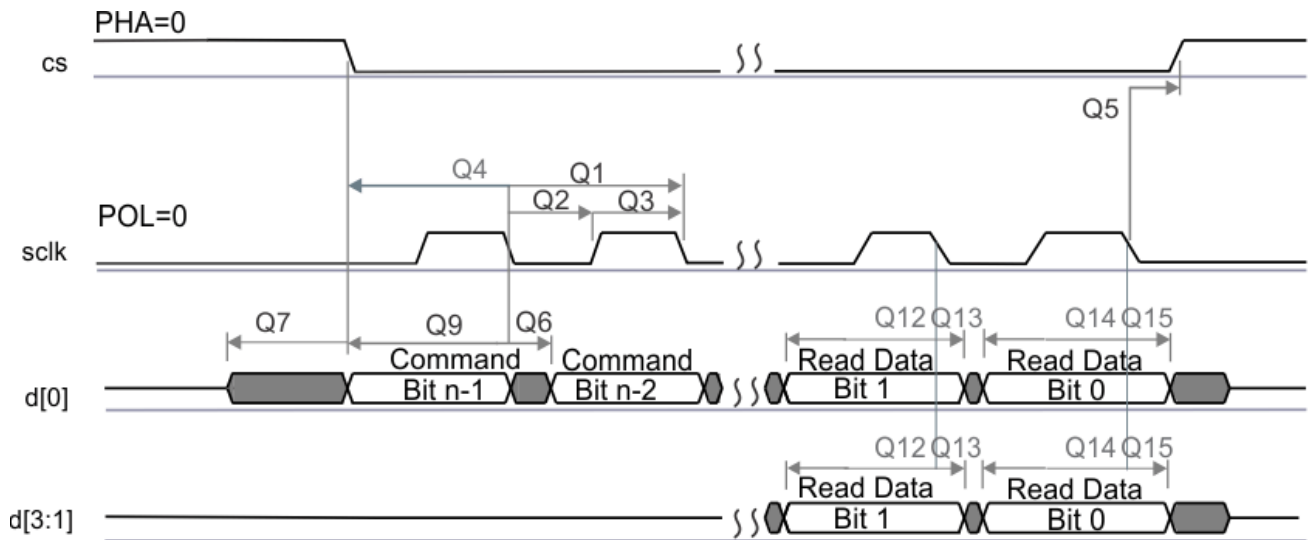 PHA=0
cs
Q5
Q4 Q1
Q2 Q3
POL=0
sclk
Q7 Q9 Q6 Q12 Q13 Q14 Q15
Command Command Read Data Read Data
d[0] Bit n-1 Bit n-2 Bit 1 Bit 0
Q12 Q13 Q14 Q15
Read Data Read Data
d[3:1] Bit 1 Bit 0